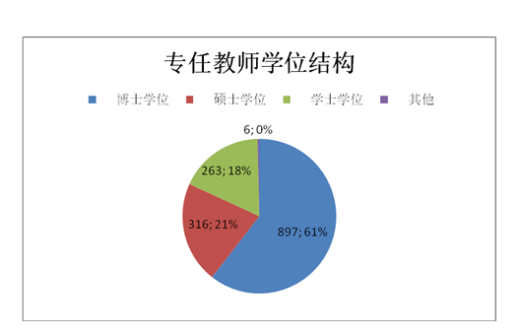 专任教师学位结构
博士学位 硕士学位 学士学位 其他
6; 0%
263; 18%
316; 21%
897; 61%